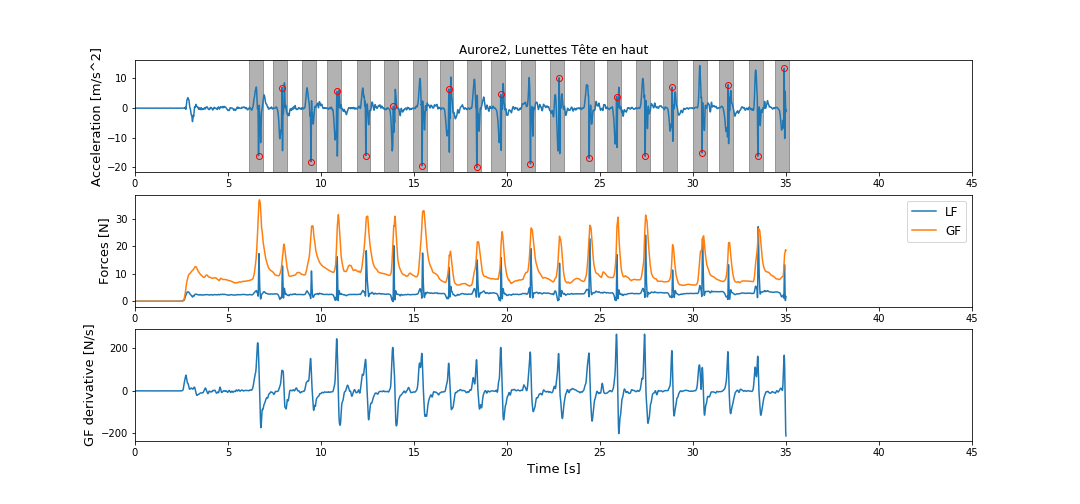 Aurore2, Lunettes Tête en haut
Acceleration [m/s^2]
10
0
−10
−20
0 5 10 15 20 25 30 35 40 45
Forces [N]
30
20
10
0
LF
GF
0 5 10 15 20 25 30 35 40 45
GF derivative [N/s]
200
0
−200
0 5 10 15 20 25 30 35 40 45
Time [s]